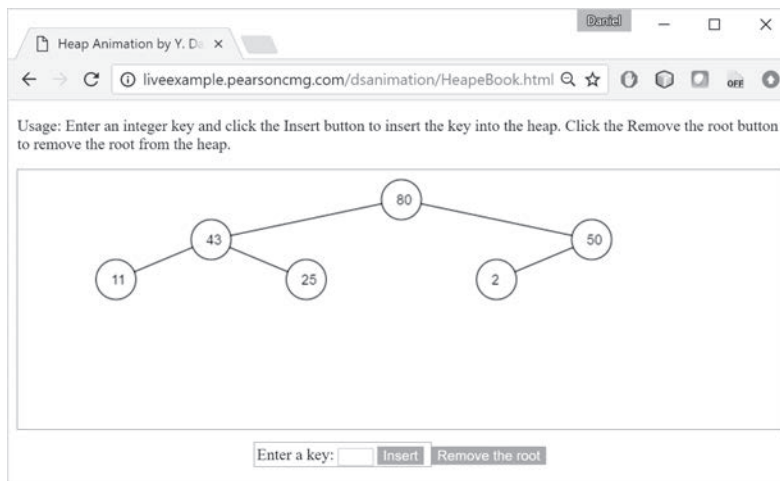 Daniel
Heap Animation by Y. Da
liveexample.pearsoncmg.com/dsanimation/HeapeBook.html
OFF
Usage: Enter an integer key and click the Insert button to insert the key into the heap. Click the Remove the root button
to remove the root from the heap.
80
43 50
11 25 2
Enter a key: Insert Remove the root